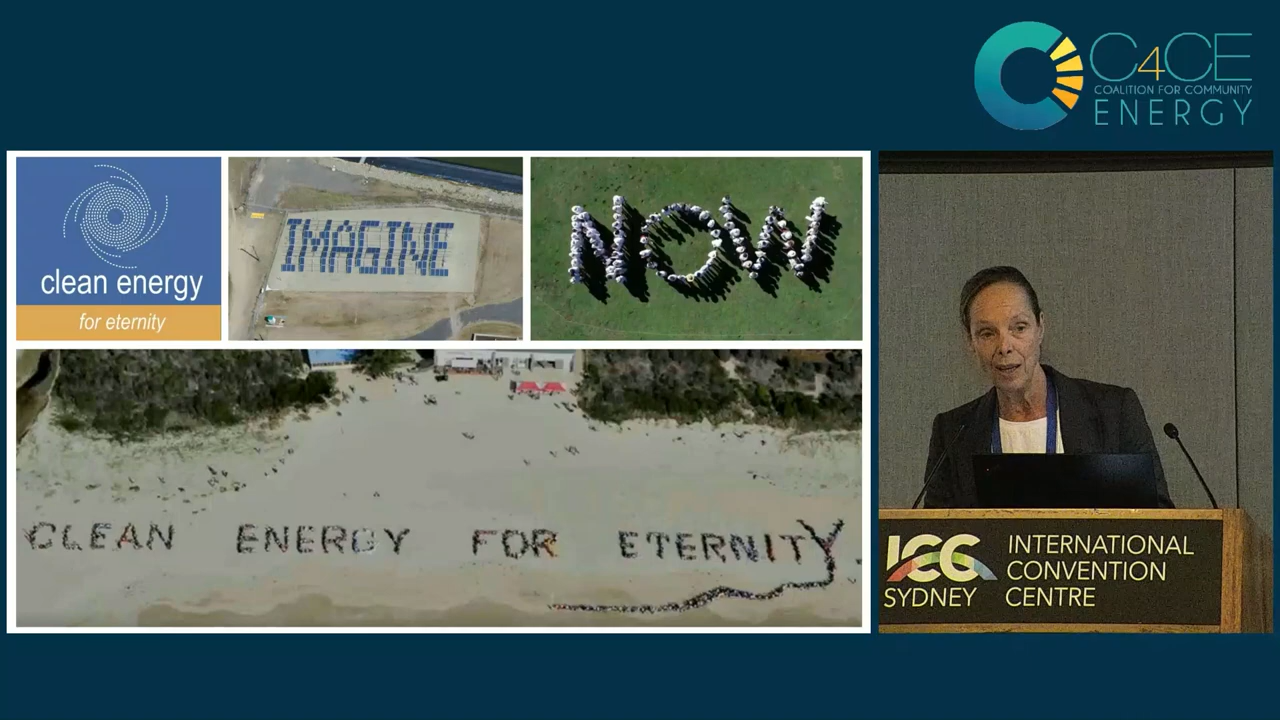 C4CE
COALITION FOR COMMUNITY
ENERGY
clean energy
for eternity
IMAGINE
NOW
CLEAN ENERGY FOR ETERNITY
ICC
SYDNEY
INTERNATIONAL
CONVENTION
CENTRE